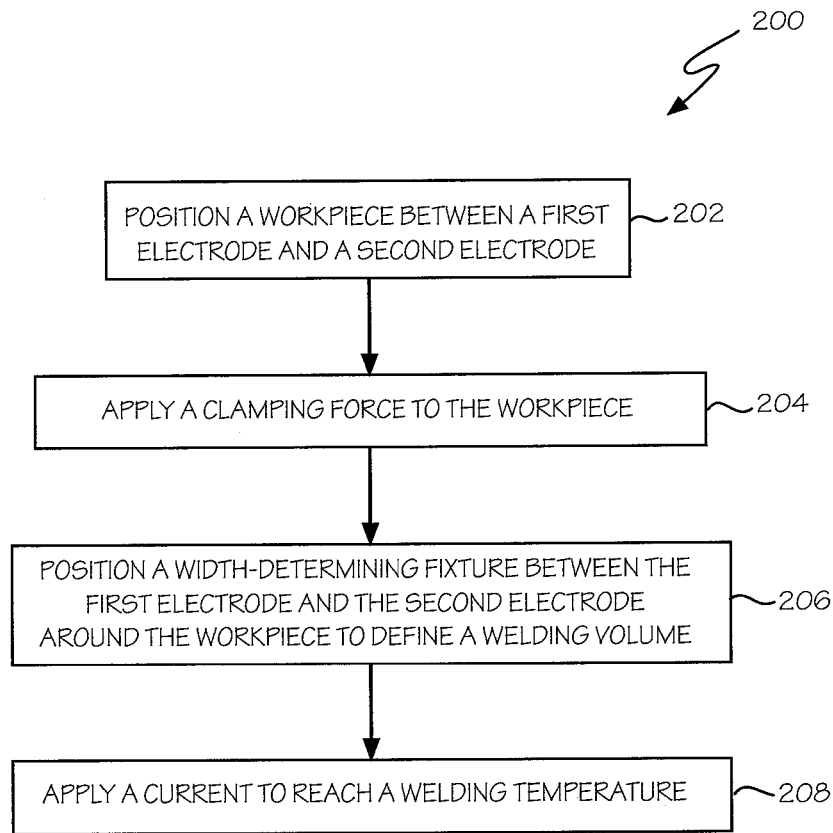 200
POSITION A WORKPIECE BETWEEN A FIRST
ELECTRODE AND A SECOND ELECTRODE
202
APPLY A CLAMPING FORCE TO THE WORKPIECE
204
POSITION A WIDTH-DETERMINING FIXTURE BETWEEN THE
FIRST ELECTRODE AND THE SECOND ELECTRODE
AROUND THE WORKPIECE TO DEFINE A WELDING VOLUME
206
APPLY A CURRENT TO REACH A WELDING TEMPERATURE
208